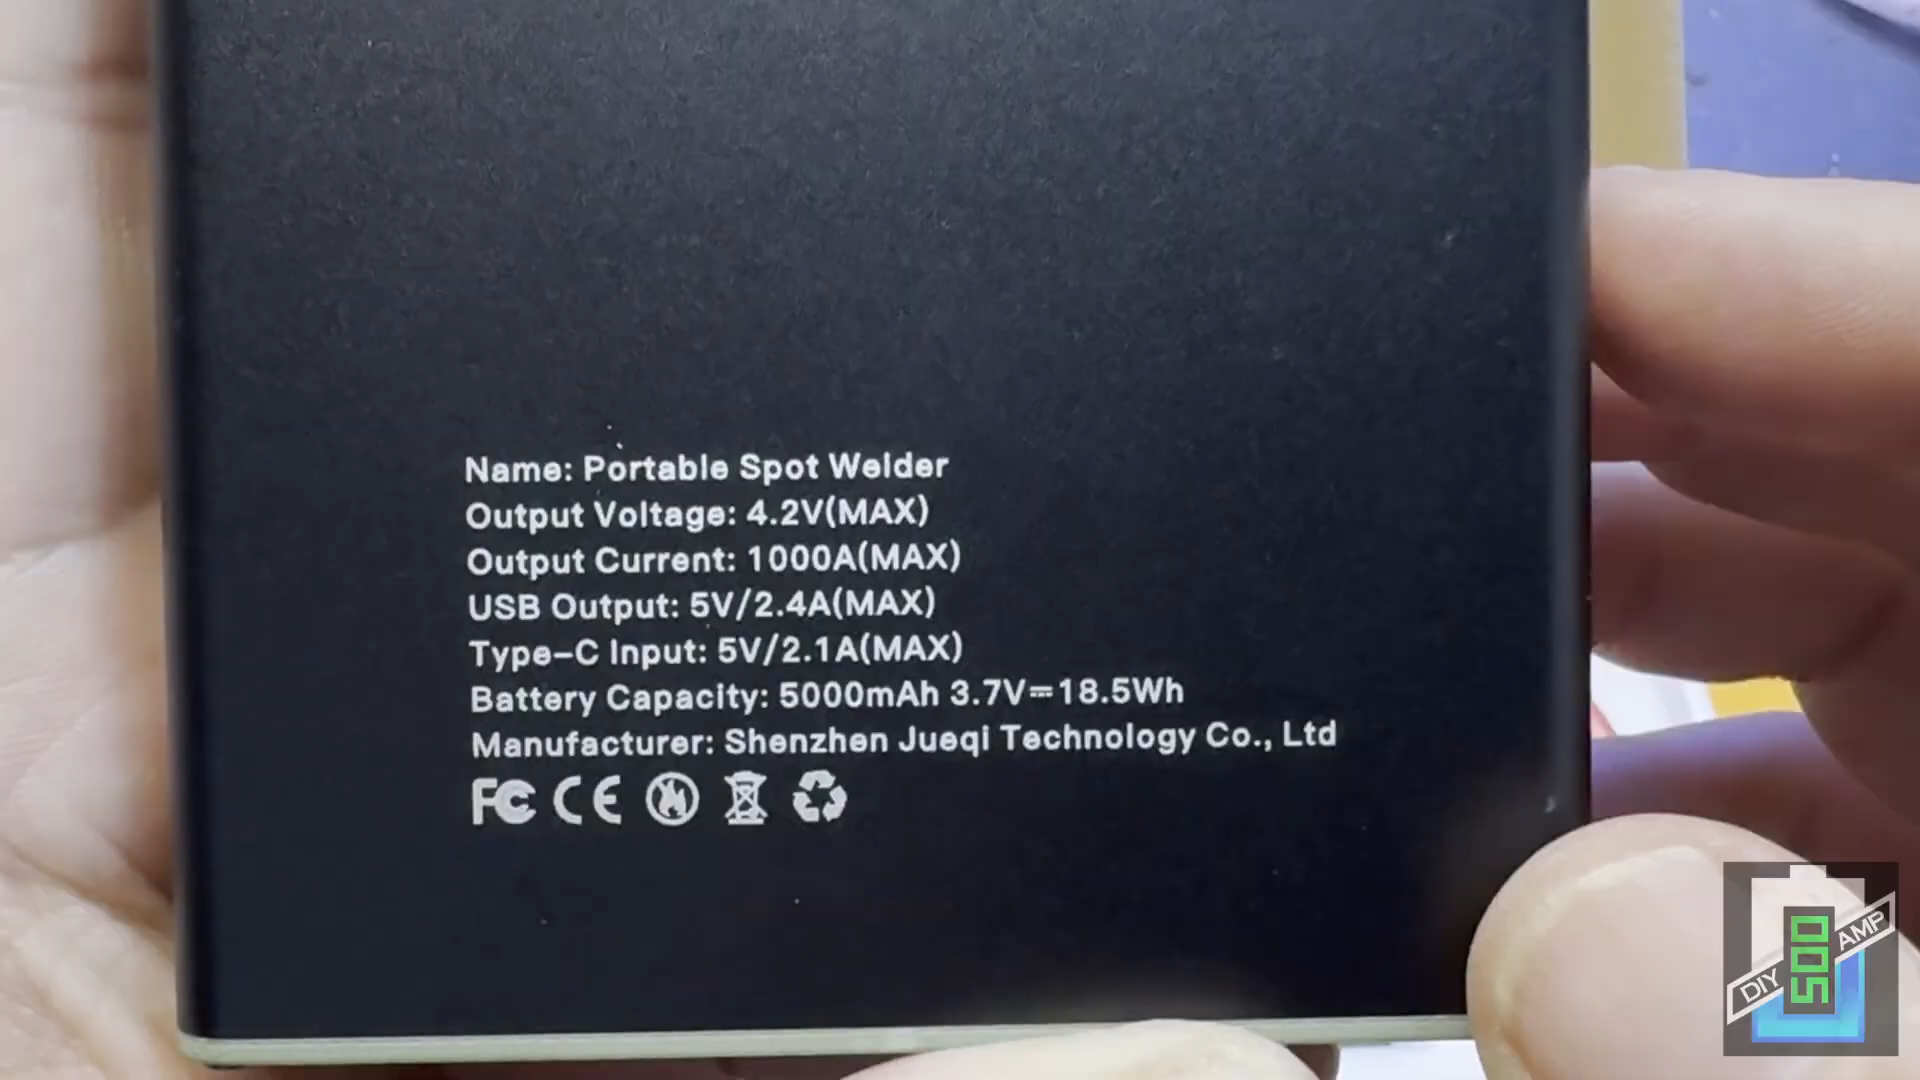 Name: Portable Spot Welder
Output Voltage: 4.2V(MAX)
Output Current: 1000A(MAX)
USB Output: 5V/2.4A(MAX)
Type-C Input: 5V/2.1A(MAX)
Battery Capacity: 5000mAh 3.7V⎓18.5Wh
Manufacturer: Shenzhen Jueqi Technology Co., Ltd
FC CE
DIY 500 AMP